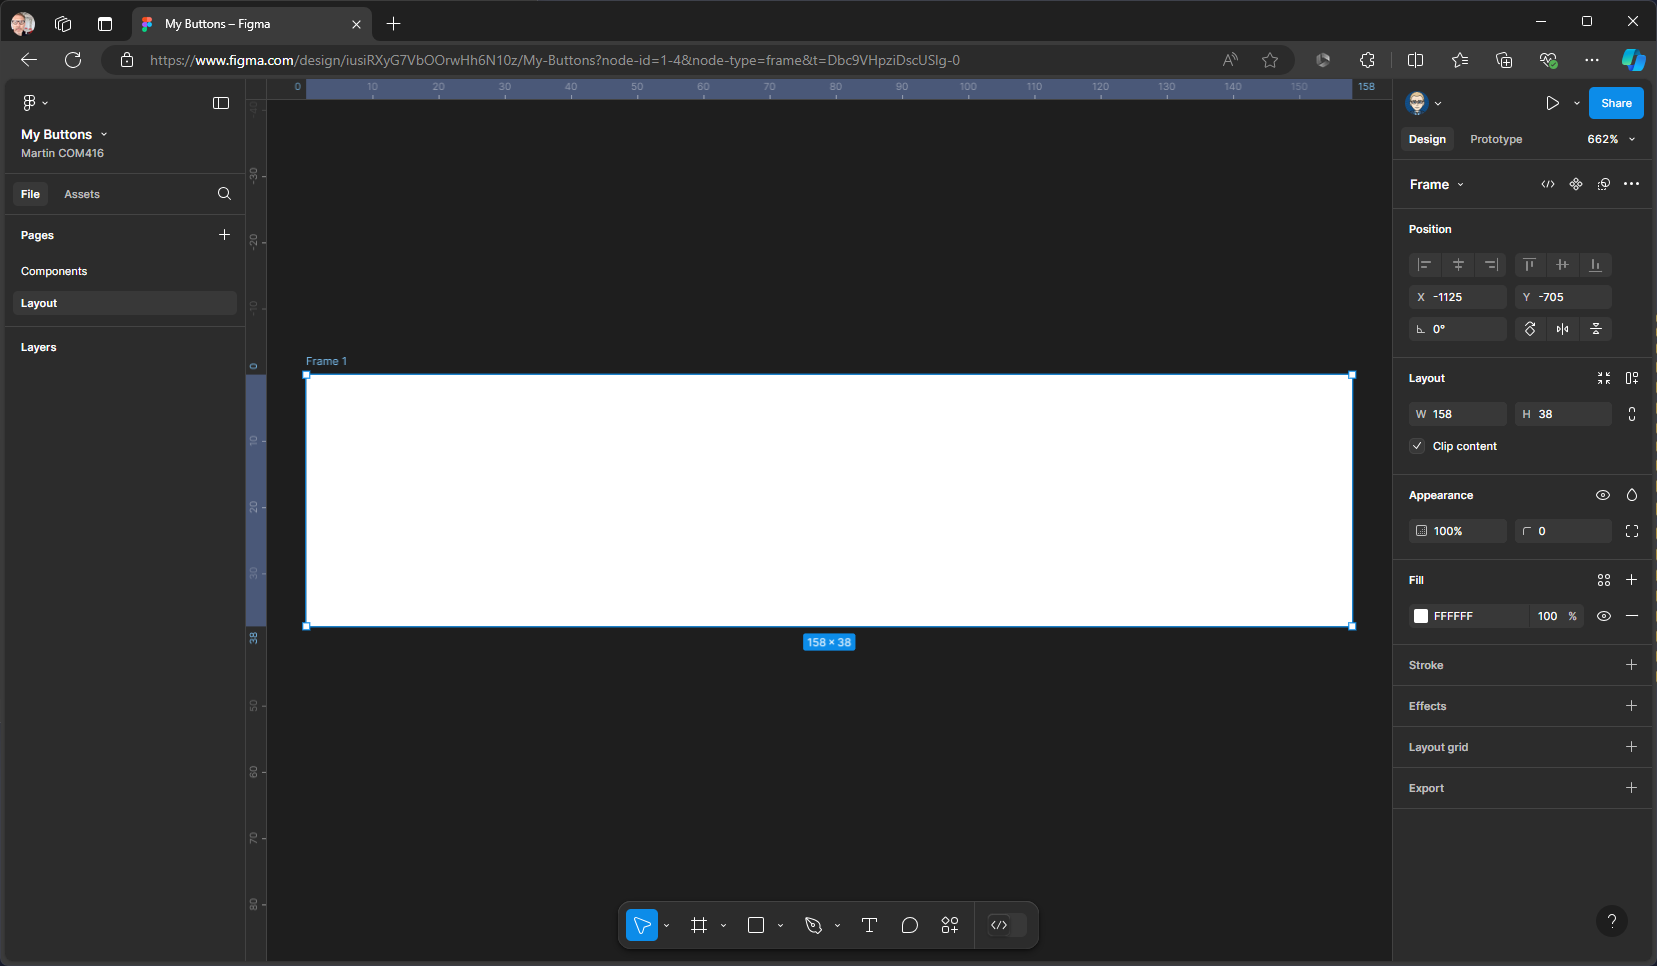 My Buttons – Figma
https://www.figma.com/design/iusiRXyG7VbOOrwHh6N10z/My-Buttons?node-id=1-4&node-type=frame&t=Dbc9VHpziDscUSlg-0
My Buttons
Martin COM416
File Assets
Pages
Components
Layout
Layers
0 10 20 30 40 50 60 70 80 90 100 110 120 130 140 150 158
-40
-30
-20
-10
0
10
20
30
38
50
60
70
80
Frame 1
158 × 38
Share
Design Prototype 662%
Frame
Position
X -1125 Y -705
0°
Layout
W 158 H 38
Clip content
Appearance
100% 0
Fill
FFFFFF 100 %
Stroke
Effects
Layout grid
Export
?